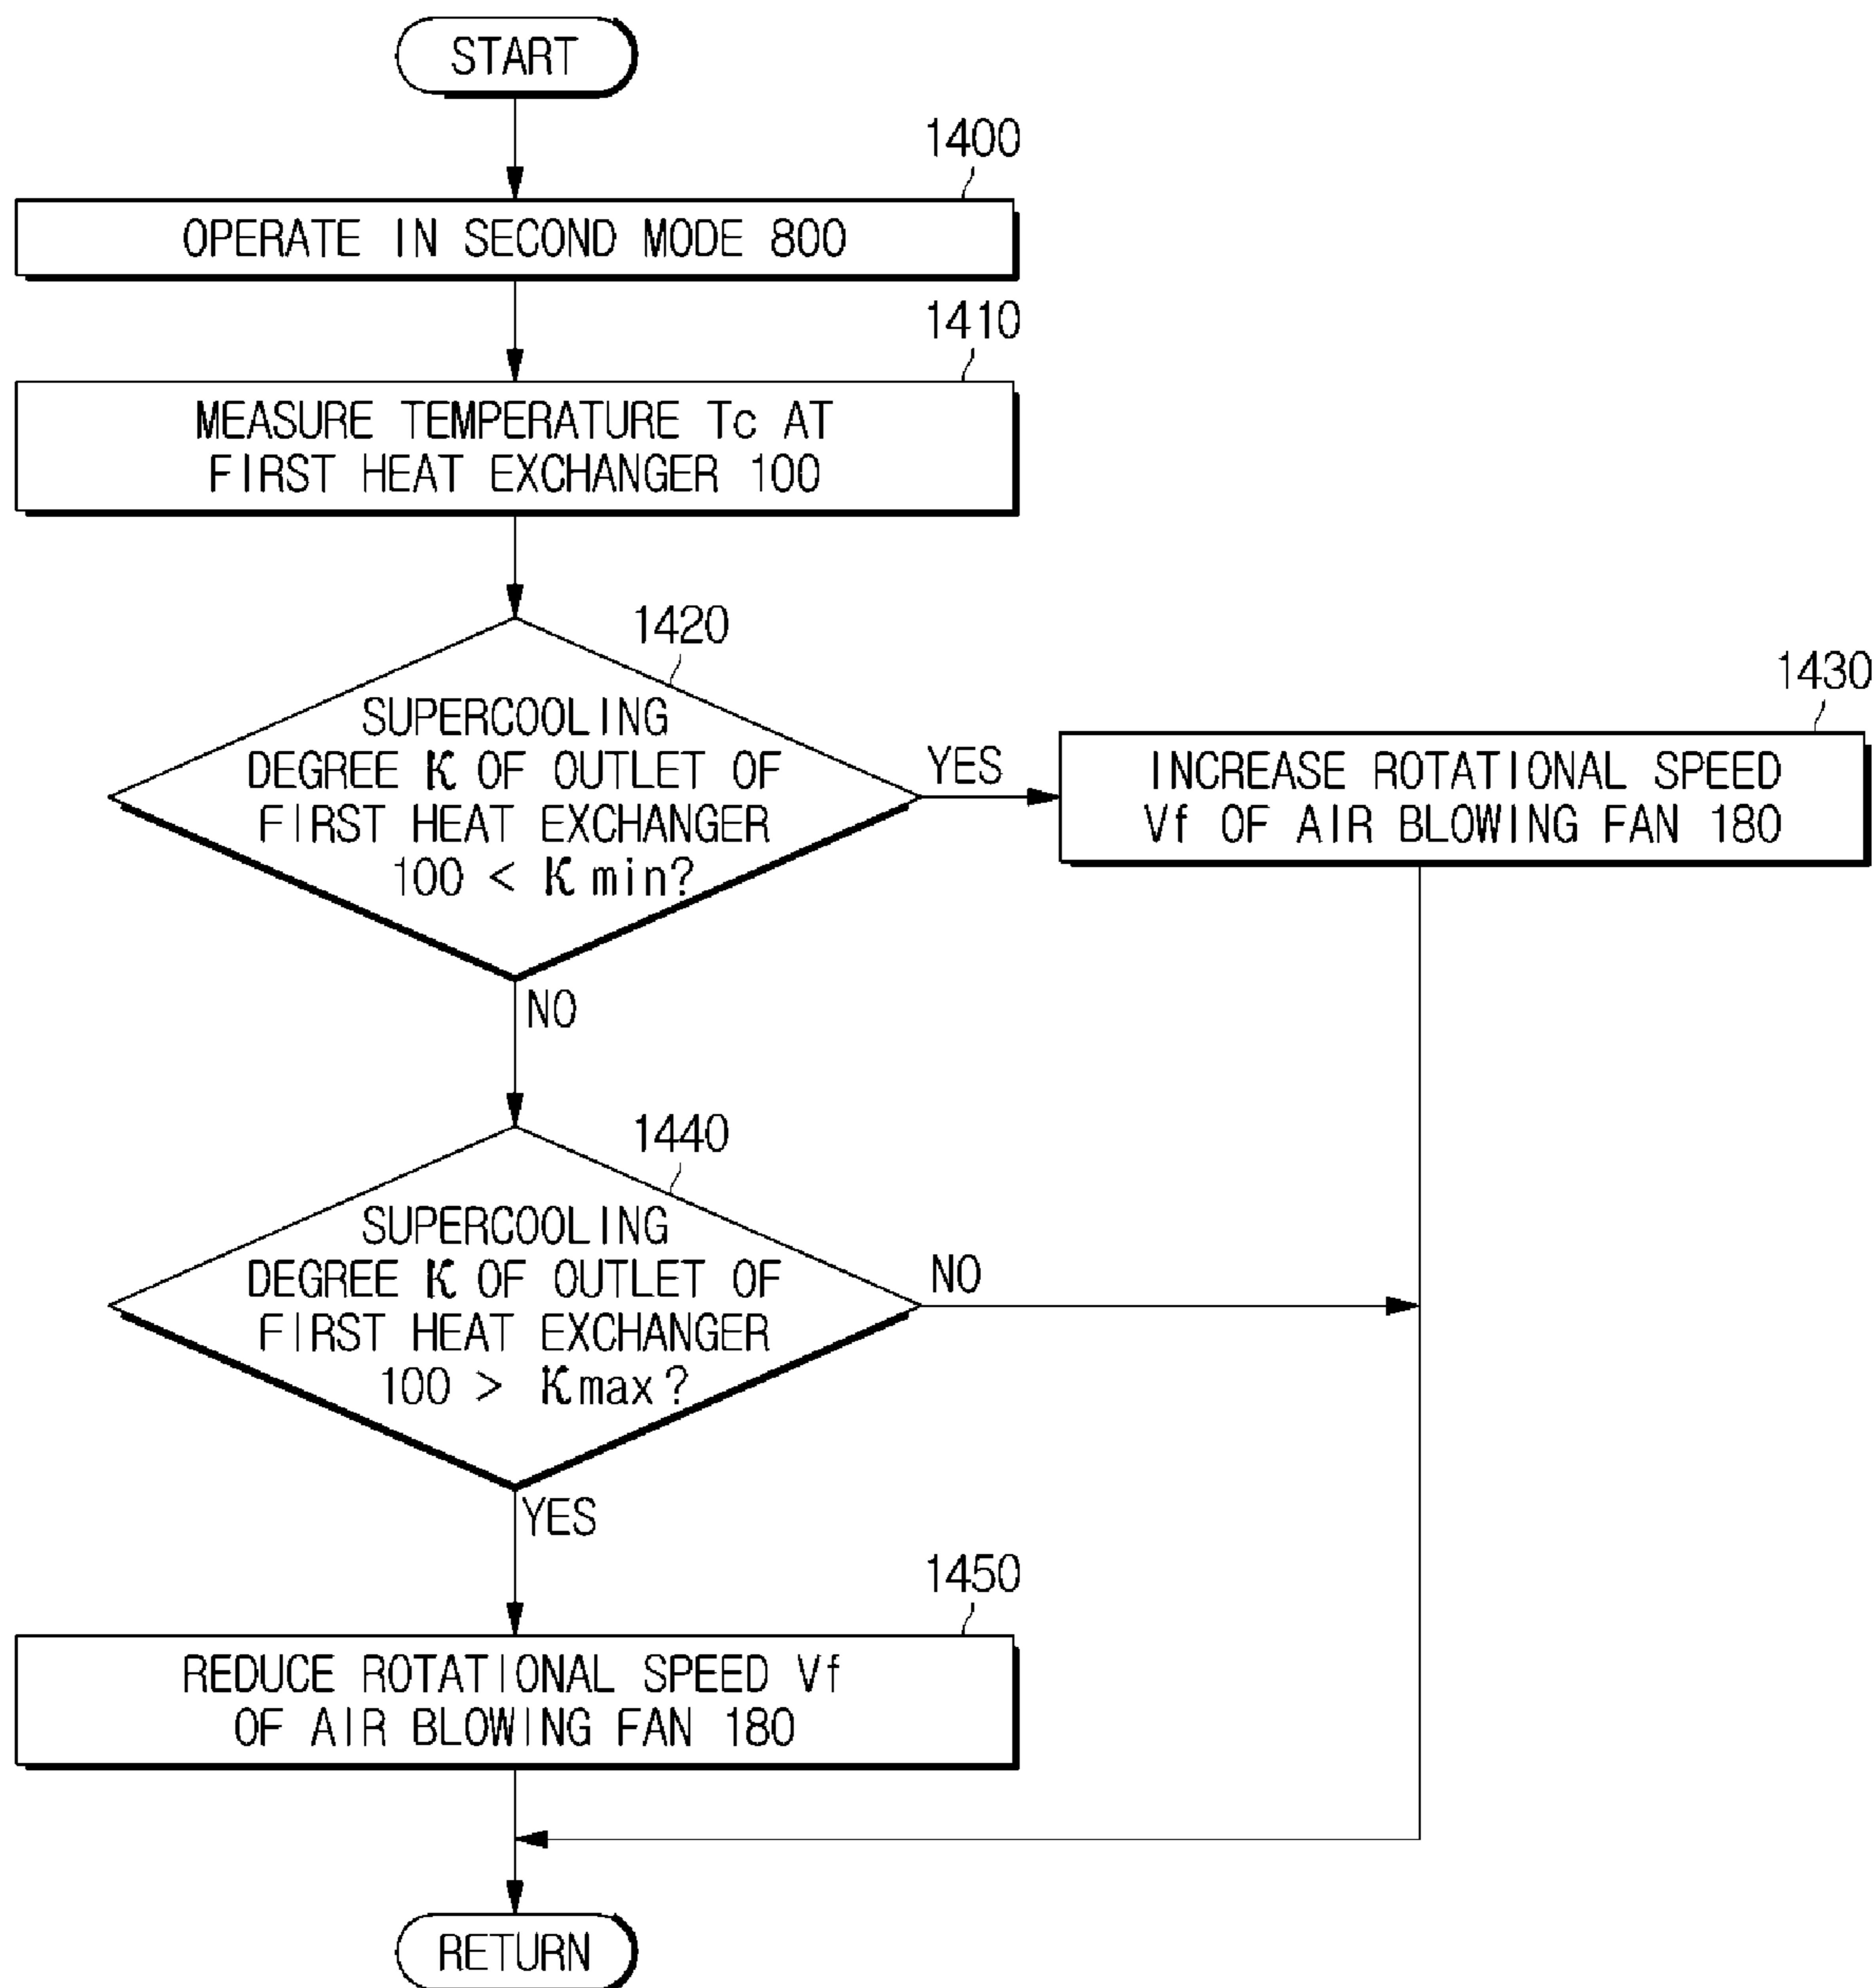 START
1400
OPERATE IN SECOND MODE 800
1410
MEASURE TEMPERATURE Tc AT
FIRST HEAT EXCHANGER 100
1420
SUPERCOOLING
DEGREE K OF OUTLET OF
FIRST HEAT EXCHANGER
100 < K min?
YES
1430
INCREASE ROTATIONAL SPEED
Vf OF AIR BLOWING FAN 180
NO
1440
SUPERCOOLING
DEGREE K OF OUTLET OF
FIRST HEAT EXCHANGER
100 > Kmax?
NO
YES
1450
REDUCE ROTATIONAL SPEED Vf
OF AIR BLOWING FAN 180
RETURN